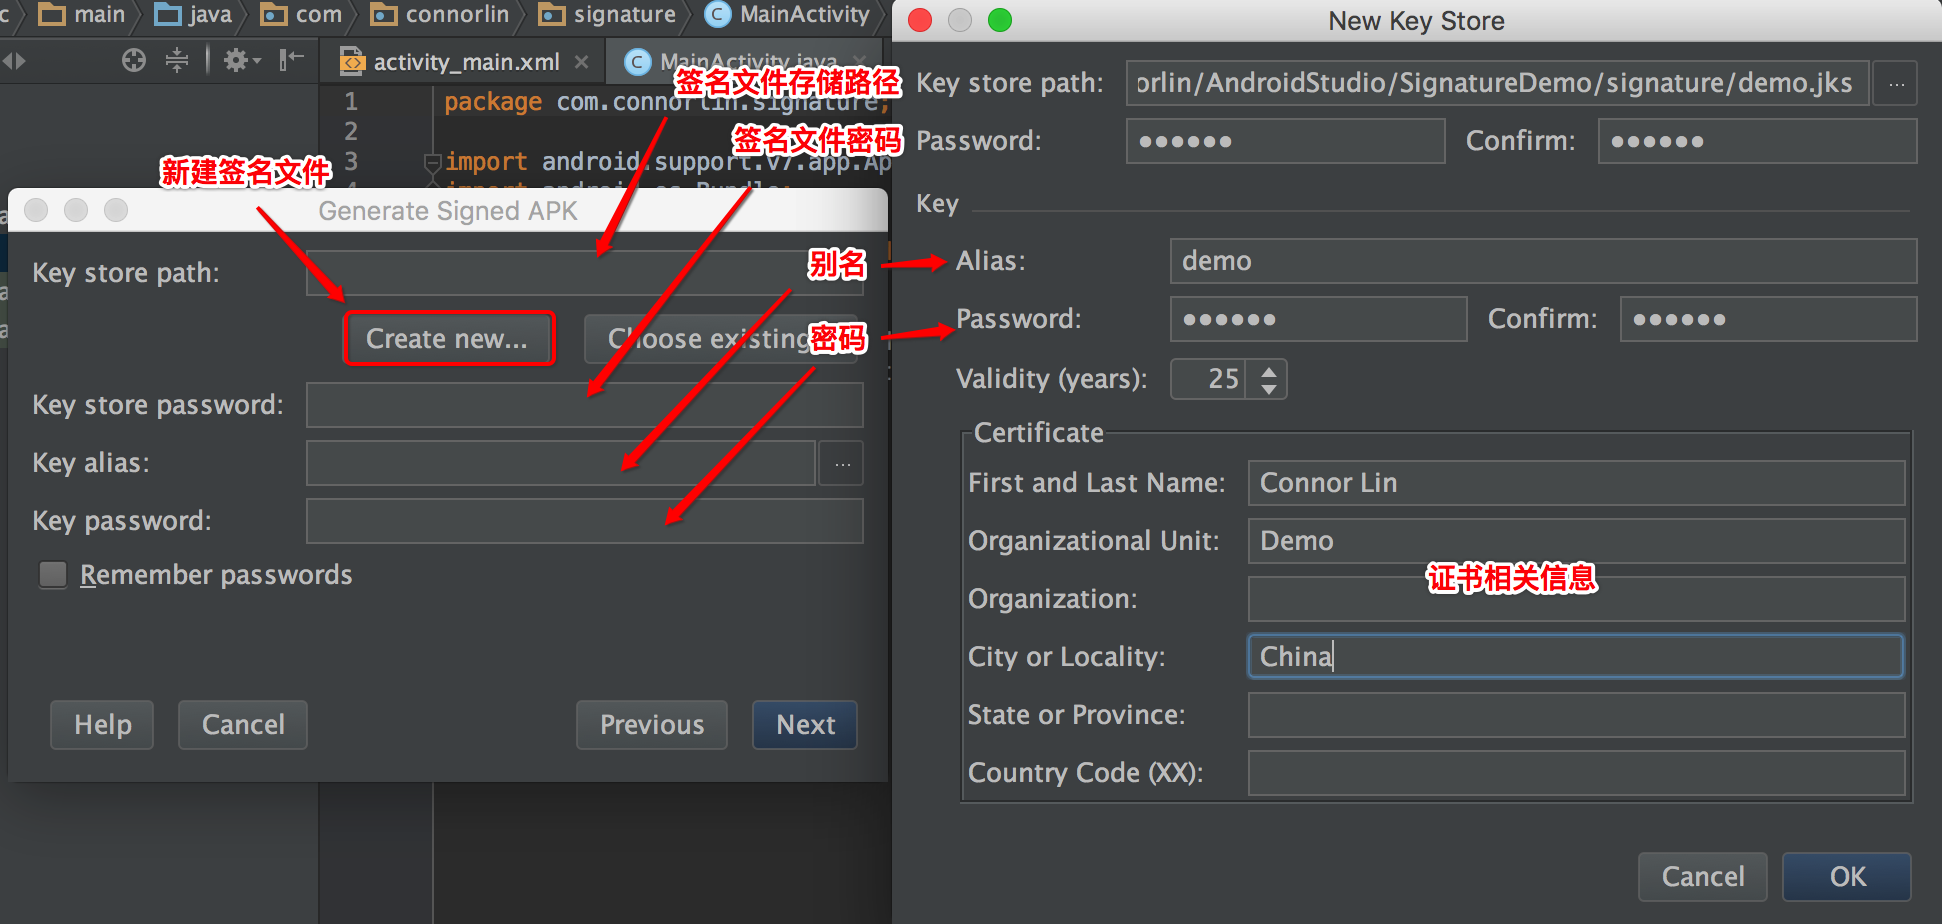 c main java com connorlin signature C MainActivity
activity_main.xml C MainActivity.java
1 package com.connorlin.signature;
2
3 import android.support.v7.app.Ap
签名文件存储路径
签名文件密码
新建签名文件
Generate Signed APK
Key store path:
Create new...
Choose existing
Key store password:
Key alias:
...
Key password:
Remember passwords
Help Cancel Previous Next
别名
密码
New Key Store
Key store path: orlin/AndroidStudio/SignatureDemo/signature/demo.jks ...
Password: •••••• Confirm: ••••••
Key
Alias: demo
Password: •••••• Confirm: ••••••
Validity (years): 25
Certificate
First and Last Name: Connor Lin
Organizational Unit: Demo
证书相关信息
Organization:
City or Locality: China
State or Province:
Country Code (XX):
Cancel OK